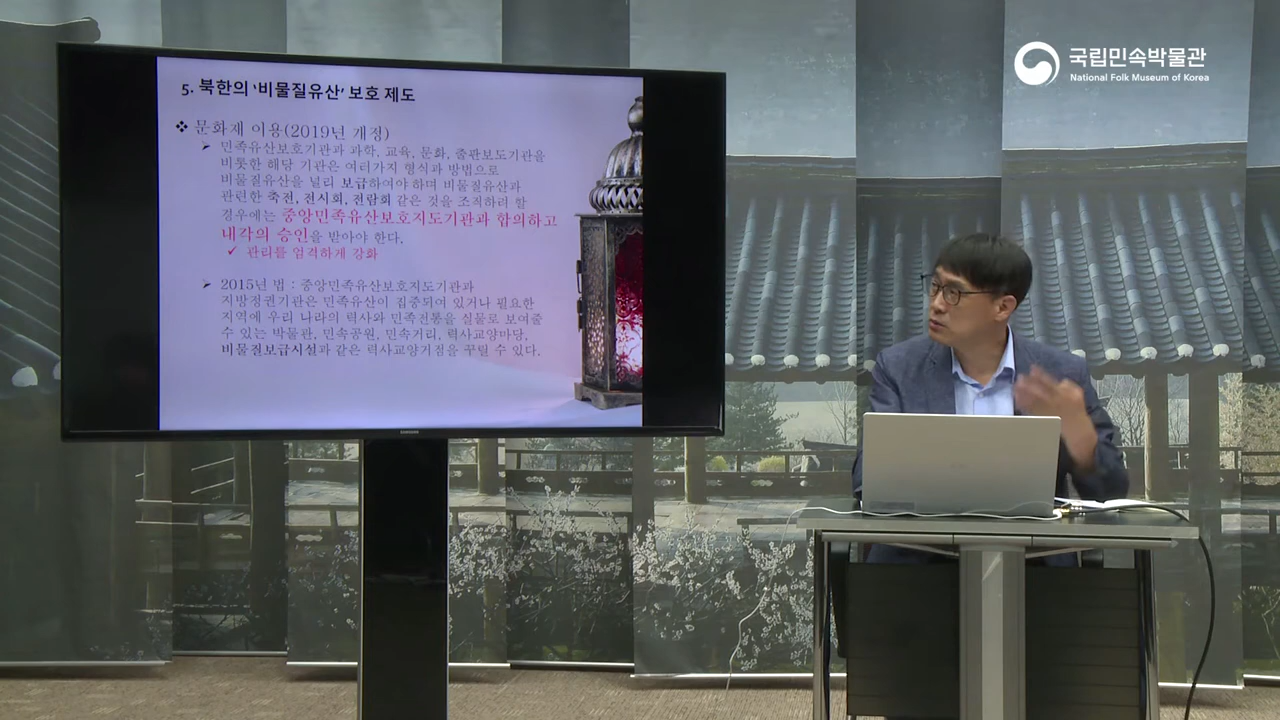 5. 북한의 '비물질유산' 보호 제도
❖ 문화재 이용(2019년 개정)
➢ 민족유산보호기관과 과학, 교육, 문화, 출판보도기관을
비롯한 해당 기관은 여러가지 형식과 방법으로
비물질유산을 널리 보급하여야 하며 비물질유산과
관련한 축전, 전시회, 전람회 같은 것을 조직하려 할
경우에는 중앙민족유산보호지도기관과 합의하고
내각의 승인을 받아야 한다.
✓ 관리를 엄격하게 강화
➢ 2015년 법 : 중앙민족유산보호지도기관과
지방정권기관은 민족유산이 집중되여 있거나 필요한
지역에 우리 나라의 력사와 민족전통을 실물로 보여줄
수 있는 박물관, 민속공원, 민속거리, 력사교양마당,
비물질보급시설과 같은 력사교양거점을 꾸릴 수 있다.
SAMSUNG
국립민속박물관
National Folk Museum of Korea